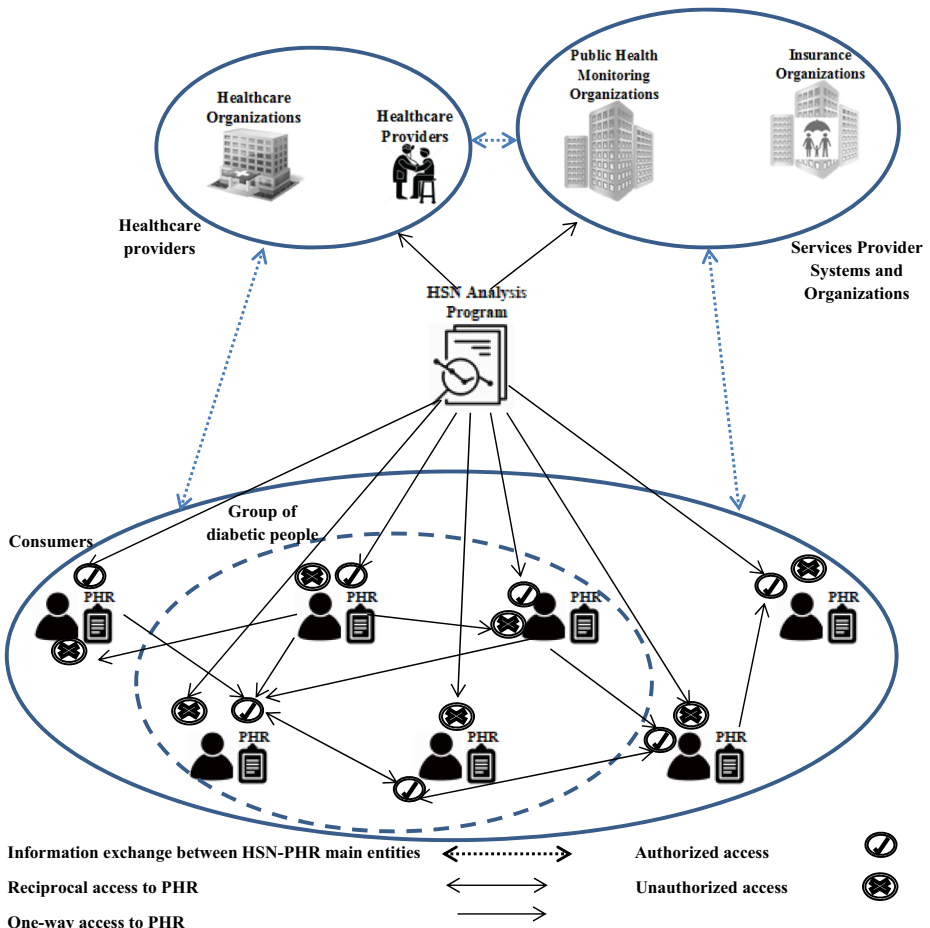 Public Health
Monitoring
Organizations
Insurance
Organizations
Healthcare
Organizations
Healthcare
Providers
Healthcare
providers
Services Provider
Systems and
Organizations
HSN Analysis
Program
Group of
diabetic people
Consumers
PHR
PHR
PHR
PHR
PHR
PHR
PHR
Information exchange between HSN-PHR main entities
Authorized access
Reciprocal access to PHR
Unauthorized access
One-way access to PHR